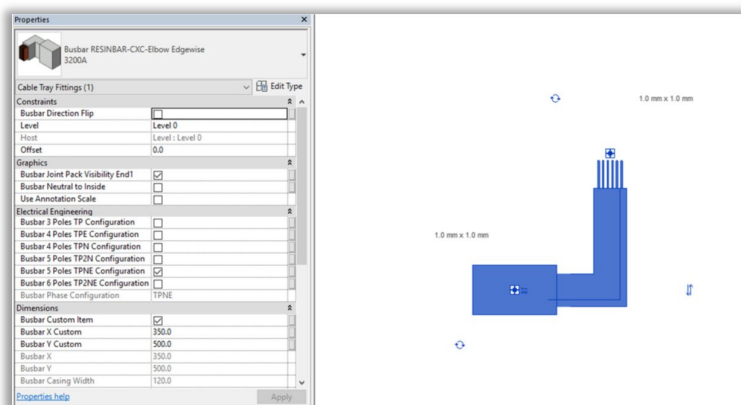 Properties
Busbar RESINBAR-CXC-Elbow Edgewise
3200A
Cable Tray Fittings (1)
Edit Type
Constraints
Busbar Direction Flip
Level Level 0
Host Level : Level 0
Offset 0.0
Graphics
Busbar Joint Pack Visibility End1
Busbar Neutral to Inside
Use Annotation Scale
Electrical Engineering
Busbar 3 Poles TP Configuration
Busbar 4 Poles TPE Configuration
Busbar 4 Poles TPN Configuration
Busbar 5 Poles TP2N Configuration
Busbar 5 Poles TPNE Configuration
Busbar 6 Poles TP2NE Configuration
Busbar Phase Configuration TPNE
Dimensions
Busbar Custom Item
Busbar X Custom 350.0
Busbar Y Custom 500.0
Busbar X 350.0
Busbar Y 500.0
Busbar Casing Width 120.0
Properties help
Apply
1.0 mm x 1.0 mm
1.0 mm x 1.0 mm